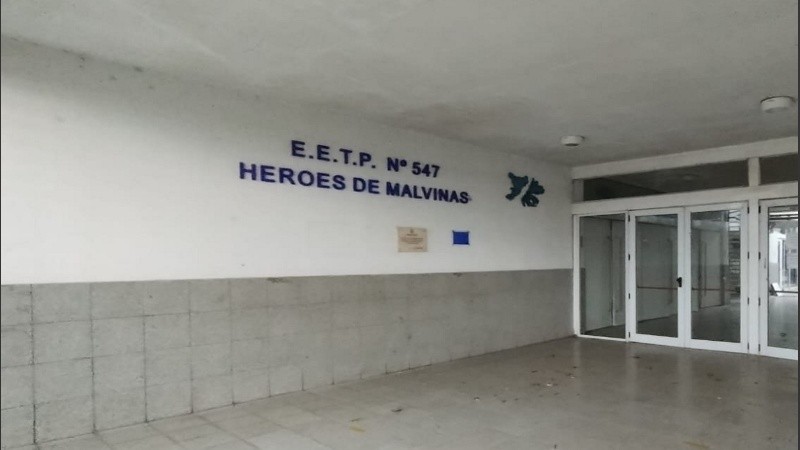 E.E.T.P. Nº 547
HEROES DE MALVINAS